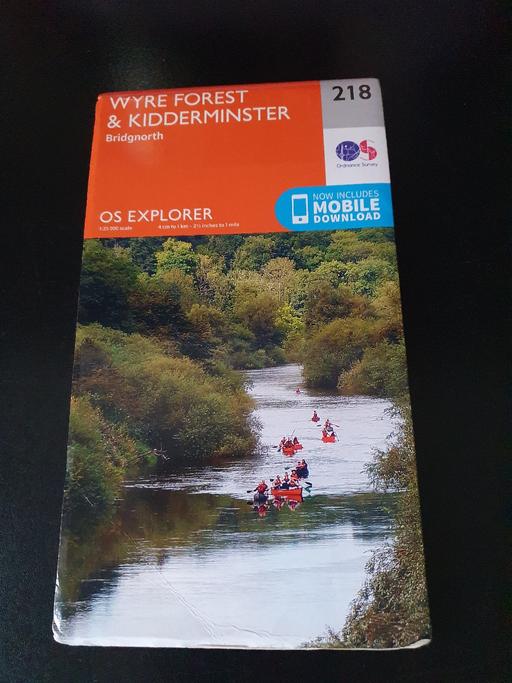 WYRE FOREST
& KIDDERMINSTER
Bridgnorth
218
Ordnance Survey
NOW INCLUDES
MOBILE
DOWNLOAD
OS EXPLORER
1:25 000 scale 4 cm to 1 km - 2½ inches to 1 mile